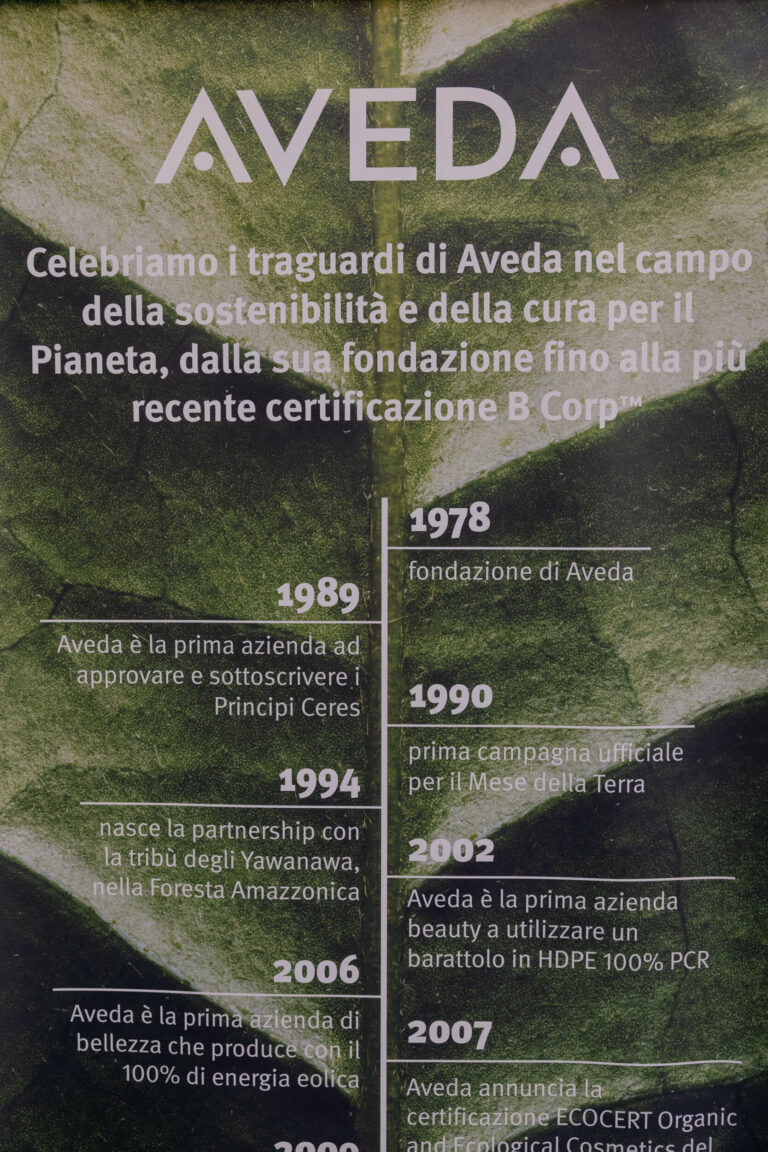 AVEDA
Celebriamo i traguardi di Aveda nel campo
della sostenibilità e della cura per il
Pianeta, dalla sua fondazione fino alla più
recente certificazione B Corp™
1978
fondazione di Aveda
1989
Aveda è la prima azienda ad
approvare e sottoscrivere i
Principi Ceres
1990
prima campagna ufficiale
per il Mese della Terra
1994
nasce la partnership con
la tribù degli Yawanawa,
nella Foresta Amazzonica
2002
Aveda è la prima azienda
beauty a utilizzare un
barattolo in HDPE 100% PCR
2006
Aveda è la prima azienda di
bellezza che produce con il
100% di energia eolica
2007
Aveda annuncia la
certificazione ECOCERT Organic
and Ecological Cosmetics del